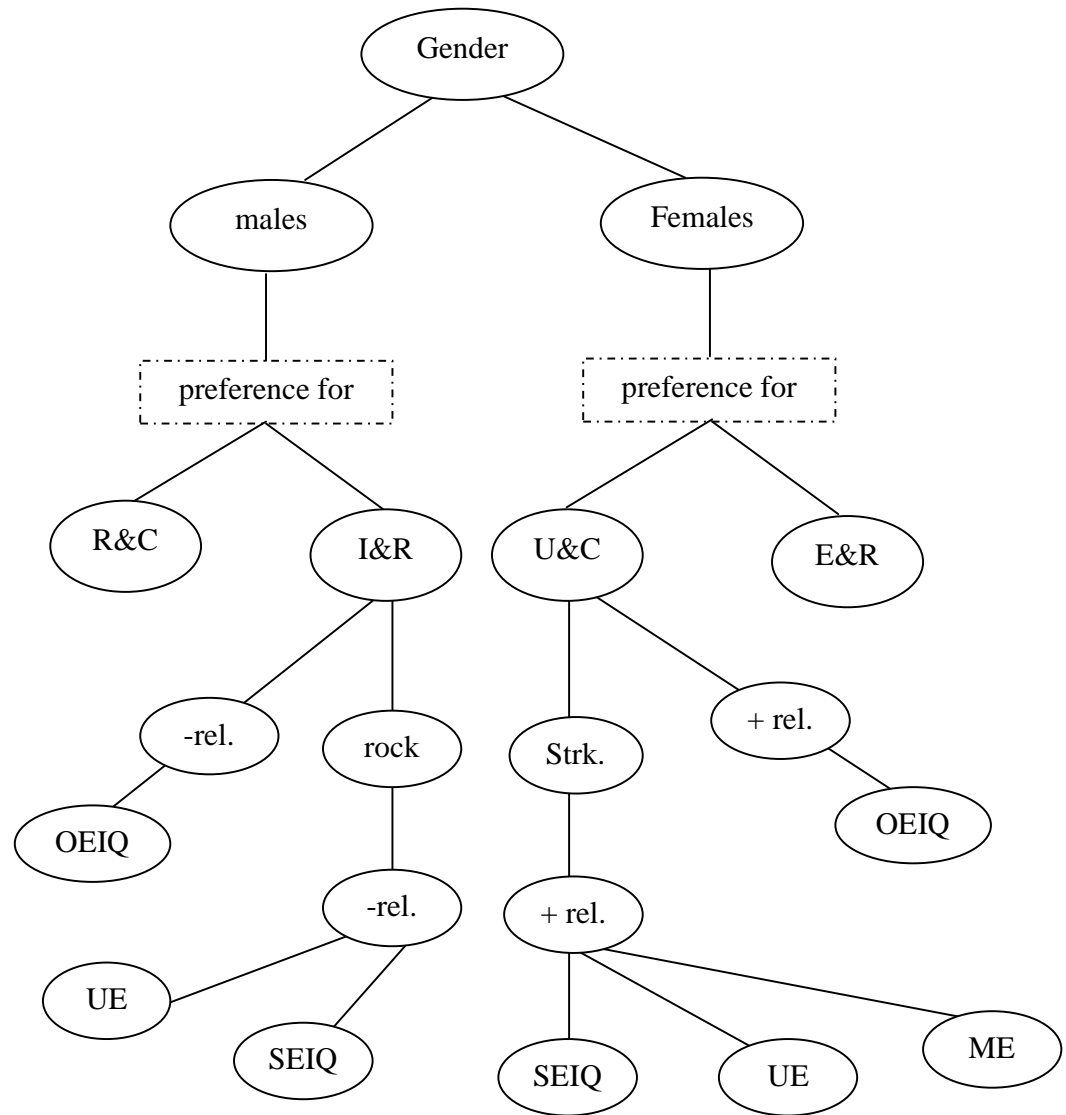 Gender
males
Females
preference for
preference for
R&C
I&R
U&C
E&R
-rel.
rock
Strk.
+ rel.
OEIQ
OEIQ
-rel.
+ rel.
UE
SEIQ
SEIQ
UE
ME